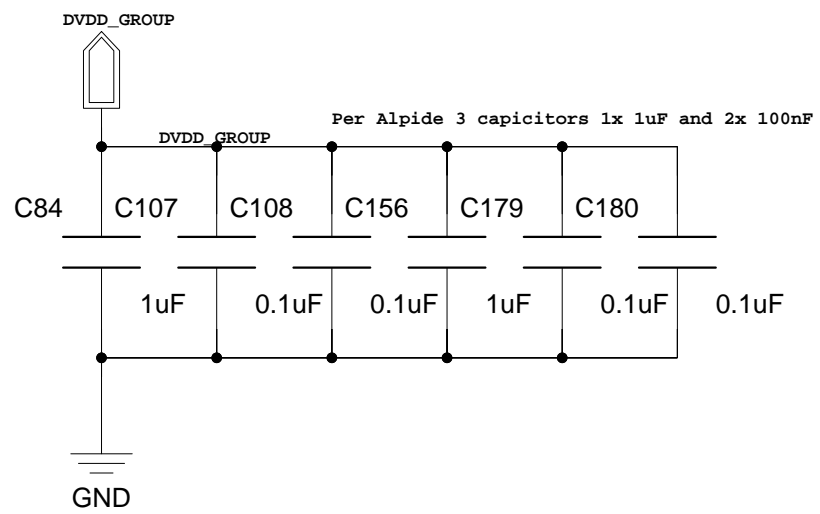 DVDD_GROUP
Per Alpide 3 capicitors 1x 1uF and 2x 100nF
DVDD_GROUP
C84 C107 C108 C156 C179 C180
1uF 0.1uF 0.1uF 1uF 0.1uF 0.1uF
GND